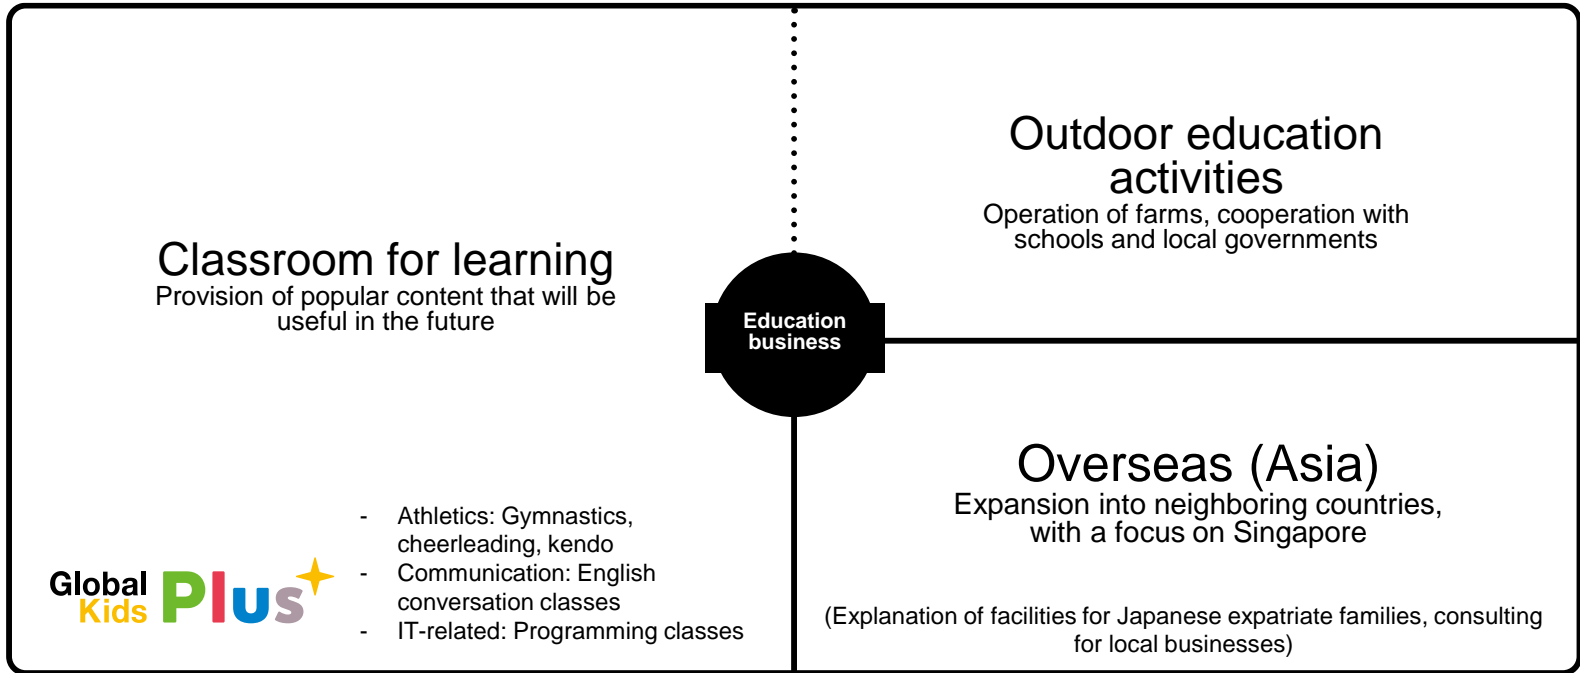 Classroom for learning
Provision of popular content that will be
useful in the future
Global
Kids
Plus
- Athletics: Gymnastics,
cheerleading, kendo
- Communication: English
conversation classes
- IT-related: Programming classes
Education
business
Outdoor education
activities
Operation of farms, cooperation with
schools and local governments
Overseas (Asia)
Expansion into neighboring countries,
with a focus on Singapore
(Explanation of facilities for Japanese expatriate families, consulting
for local businesses)